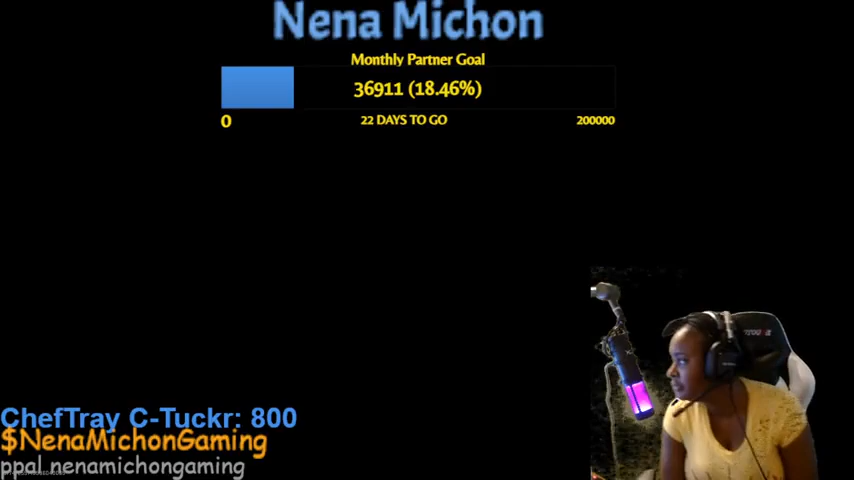 Nena Michon
Monthly Partner Goal
36911 (18.46%)
0 22 DAYS TO GO 200000
ChefTray C-Tuckr: 800
$NenaMichonGaming
ppal nenamichongaming